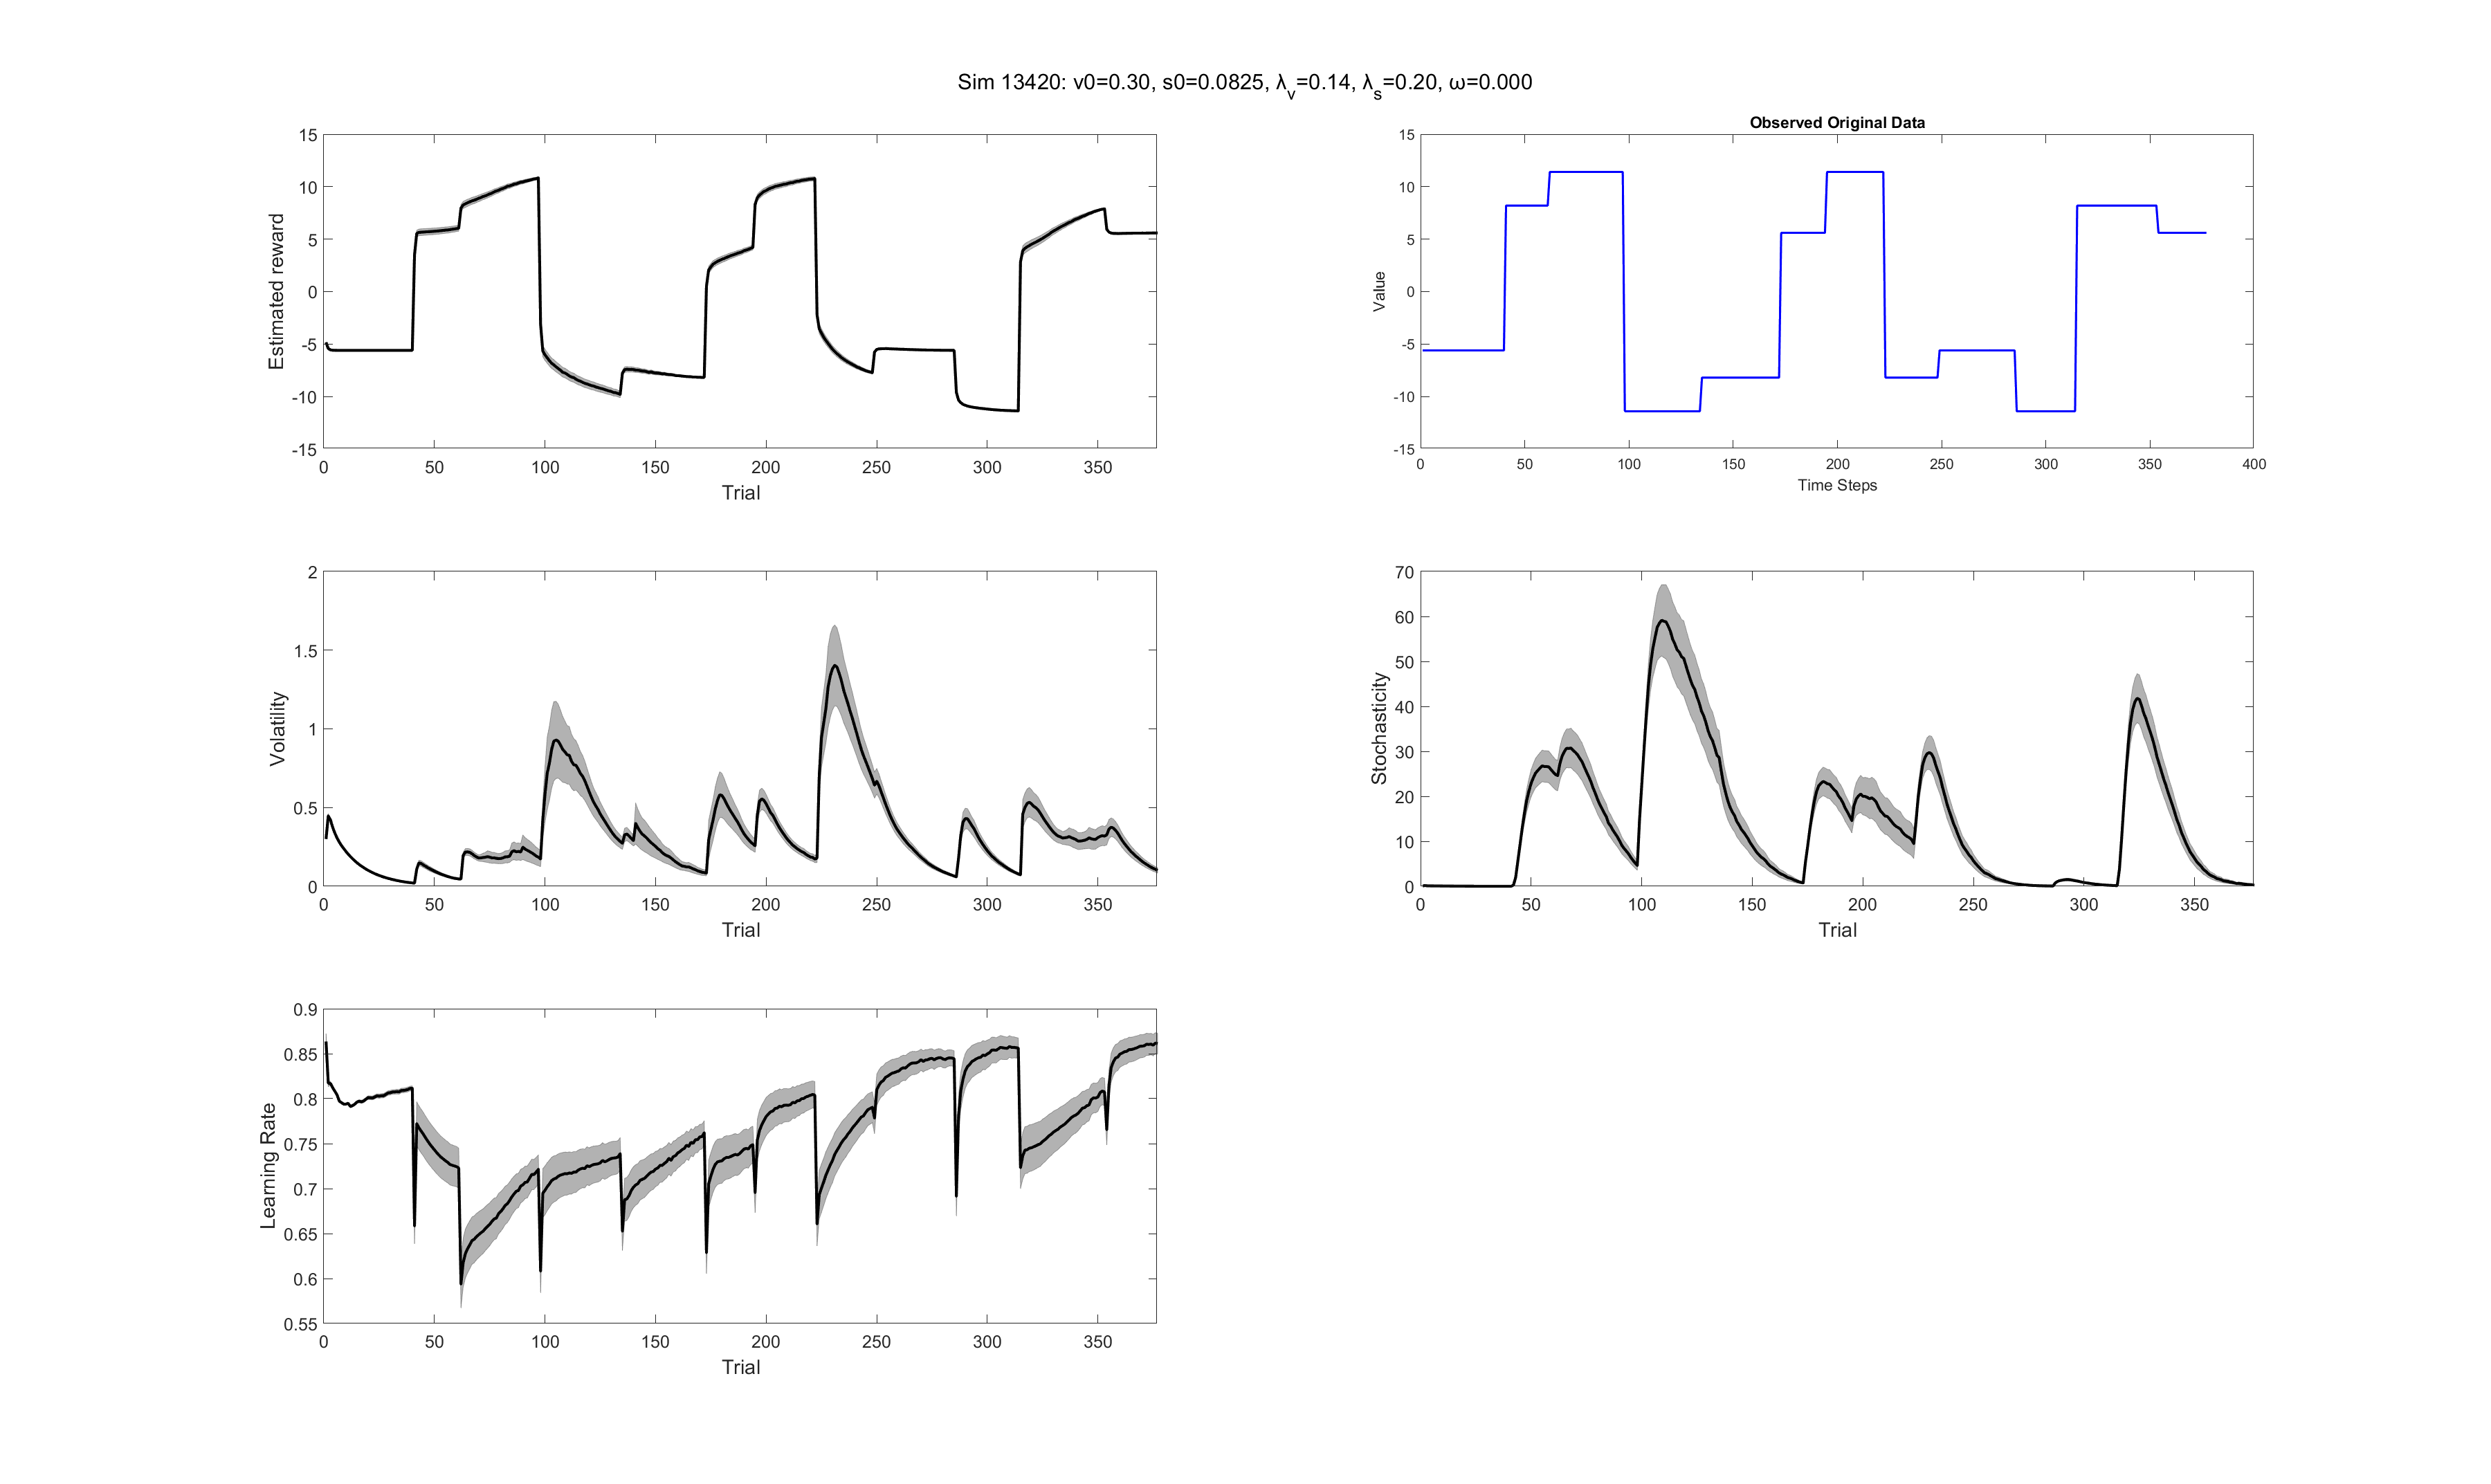 Sim 13420: v0=0.30, s0=0.0825, λv=0.14, λs=0.20, ω=0.000
Estimated reward
15
10
5
0
-5
-10
-15
0 50 100 150 200 250 300 350
Trial
Observed Original Data
Value
15
10
5
0
-5
-10
-15
0 50 100 150 200 250 300 350 400
Time Steps
Volatility
2
1.5
1
0.5
0
0 50 100 150 200 250 300 350
Trial
Stochasticity
70
60
50
40
30
20
10
0
0 50 100 150 200 250 300 350
Trial
Learning Rate
0.9
0.85
0.8
0.75
0.7
0.65
0.6
0.55
0 50 100 150 200 250 300 350
Trial